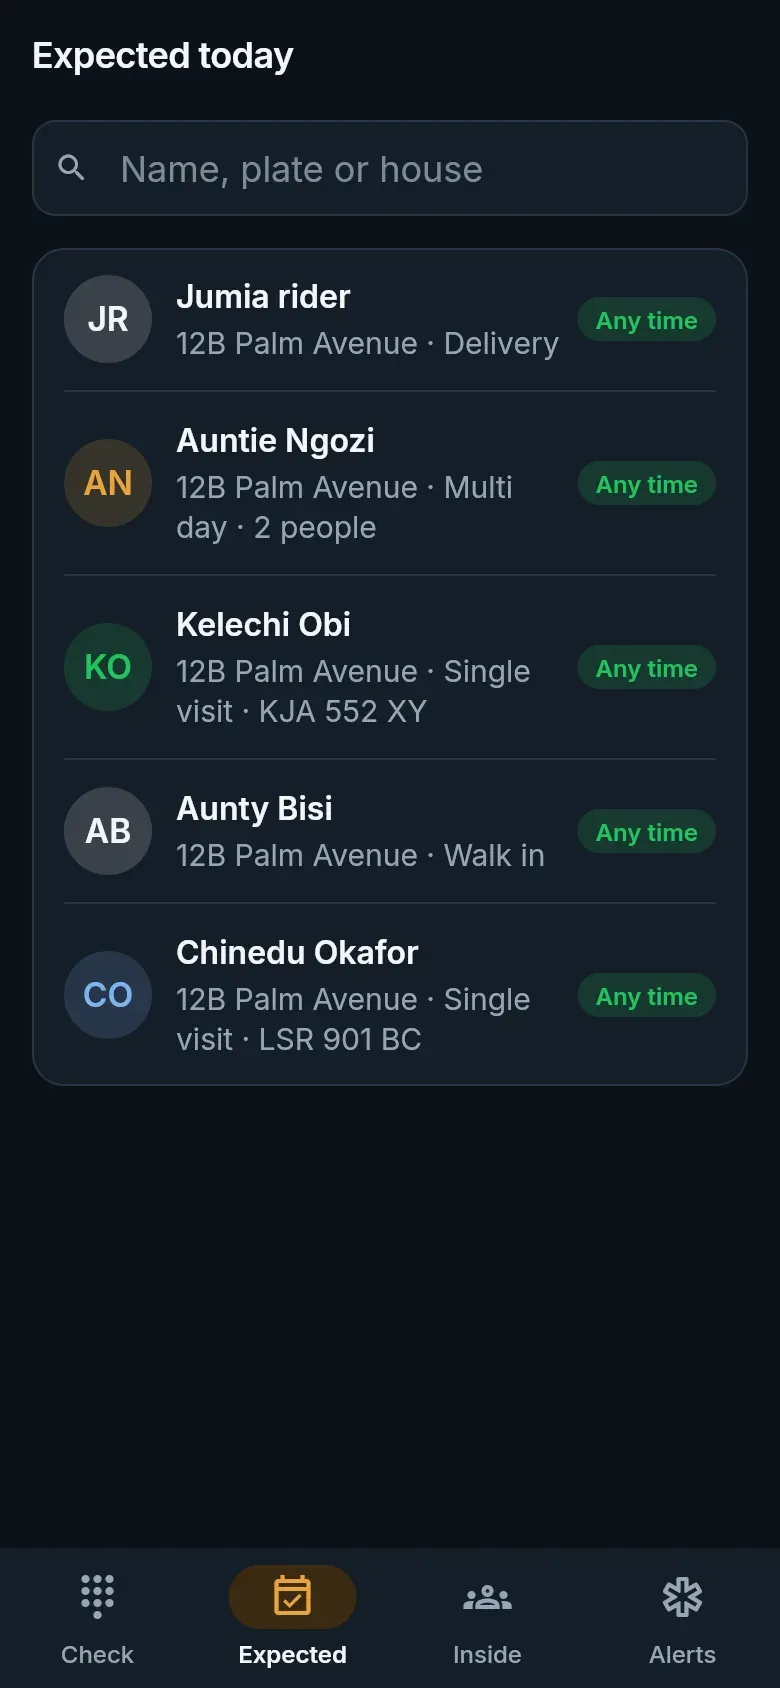 Expected today
Name, plate or house
JR
Jumia rider
12B Palm Avenue · Delivery
Any time
AN
Auntie Ngozi
12B Palm Avenue · Multi
day · 2 people
Any time
KO
Kelechi Obi
12B Palm Avenue · Single
visit · KJA 552 XY
Any time
AB
Aunty Bisi
12B Palm Avenue · Walk in
Any time
CO
Chinedu Okafor
12B Palm Avenue · Single
visit · LSR 901 BC
Any time
Check
Expected
Inside
Alerts